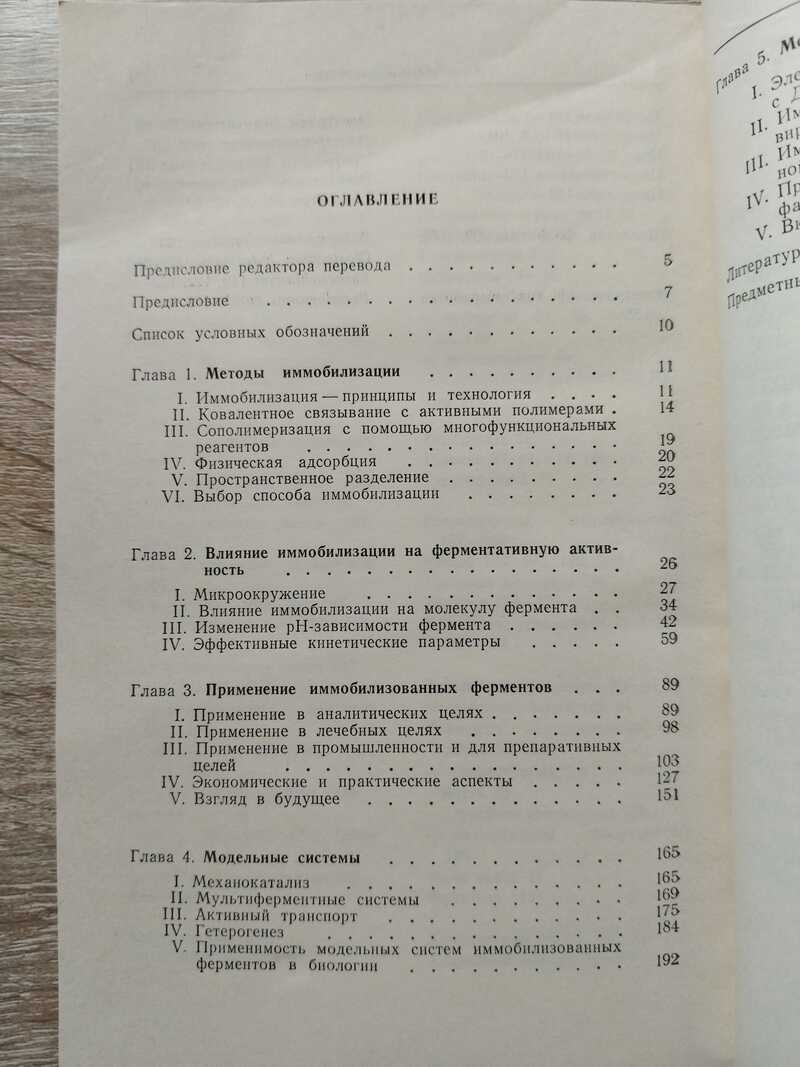 ОГЛАВЛЕНИЕ
Предисловие редактора перевода . . . . . . . . . . . 5
Предисловие . . . . . . . . . . . . . . . . . 7
Список условных обозначений . . . . . . . . . . . . 10
Глава 1. Методы иммобилизации . . . . . . . . . . 11
I. Иммобилизация — принципы и технология . . . . 11
II. Ковалентное связывание с активными полимерами . 14
III. Сополимеризация с помощью многофункциональных
реагентов . . . . . . . . . . . . . . . . 19
IV. Физическая адсорбция . . . . . . . . . . . 20
V. Пространственное разделение . . . . . . . . . 22
VI. Выбор способа иммобилизации . . . . . . . . 23
Глава 2. Влияние иммобилизации на ферментативную актив-
ность . . . . . . . . . . . . . . . . . 26
I. Микроокружение . . . . . . . . . . . . . 27
II. Влияние иммобилизации на молекулу фермента . . 34
III. Изменение pH-зависимости фермента . . . . . . 42
IV. Эффективные кинетические параметры . . . . . 59
Глава 3. Применение иммобилизованных ферментов . . . 89
I. Применение в аналитических целях . . . . . . . 89
II. Применение в лечебных целях . . . . . . . . 98
III. Применение в промышленности и для препаративных
целей . . . . . . . . . . . . . . . . . 103
IV. Экономические и практические аспекты . . . . . 127
V. Взгляд в будущее . . . . . . . . . . . . . 151
Глава 4. Модельные системы . . . . . . . . . . . . 165
I. Механокатализ . . . . . . . . . . . . . . 165
II. Мультиферментные системы . . . . . . . . . 169
III. Активный транспорт . . . . . . . . . . . . 175
IV. Гетерогенез . . . . . . . . . . . . . . . 184
V. Применимость модельных систем иммобилизованных
ферментов в биологии . . . . . . . . . . . 192
Глава 5.
I.
с
II.
III.
IV.
V.